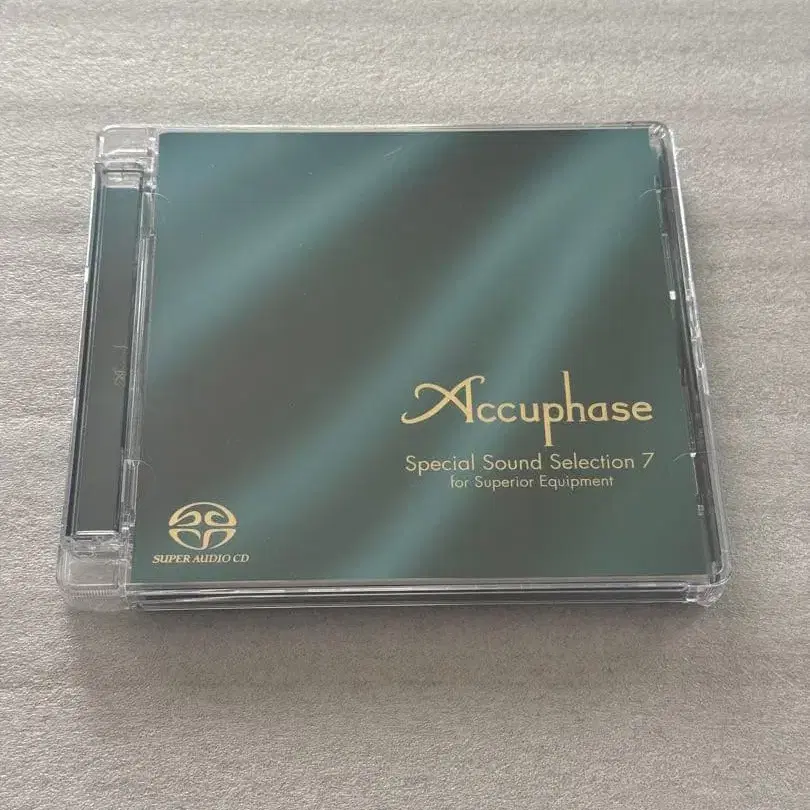 Accuphase
Special Sound Selection 7
for Superior Equipment
SUPER AUDIO CD